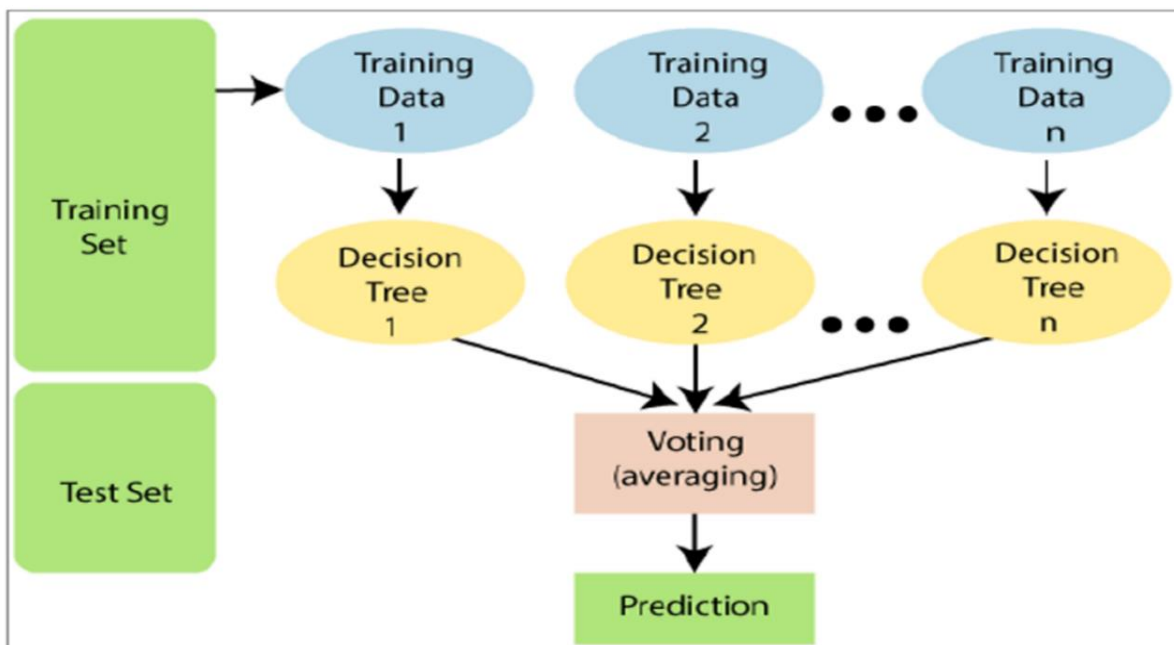 Training
Set
Training
Data
1
Training
Data
2
Training
Data
n
Decision
Tree
1
Decision
Tree
2
Decision
Tree
n
Test Set
Voting
(averaging)
Prediction